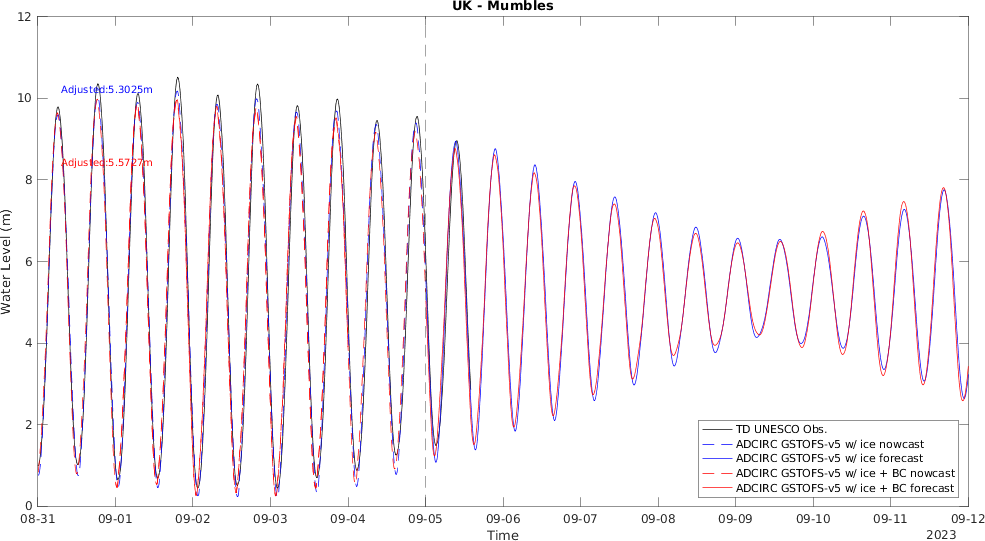 UK - Mumbles
12
10
8
6
4
2
0
Water Level (m)
Adjusted:5.3025m
Adjusted:5.5727m
TD UNESCO Obs.
ADCIRC GSTOFS-v5 w/ ice nowcast
ADCIRC GSTOFS-v5 w/ ice forecast
ADCIRC GSTOFS-v5 w/ ice + BC nowcast
ADCIRC GSTOFS-v5 w/ ice + BC forecast
08-31 09-01 09-02 09-03 09-04 09-05 09-06 09-07 09-08 09-09 09-10 09-11 09-12
Time
2023